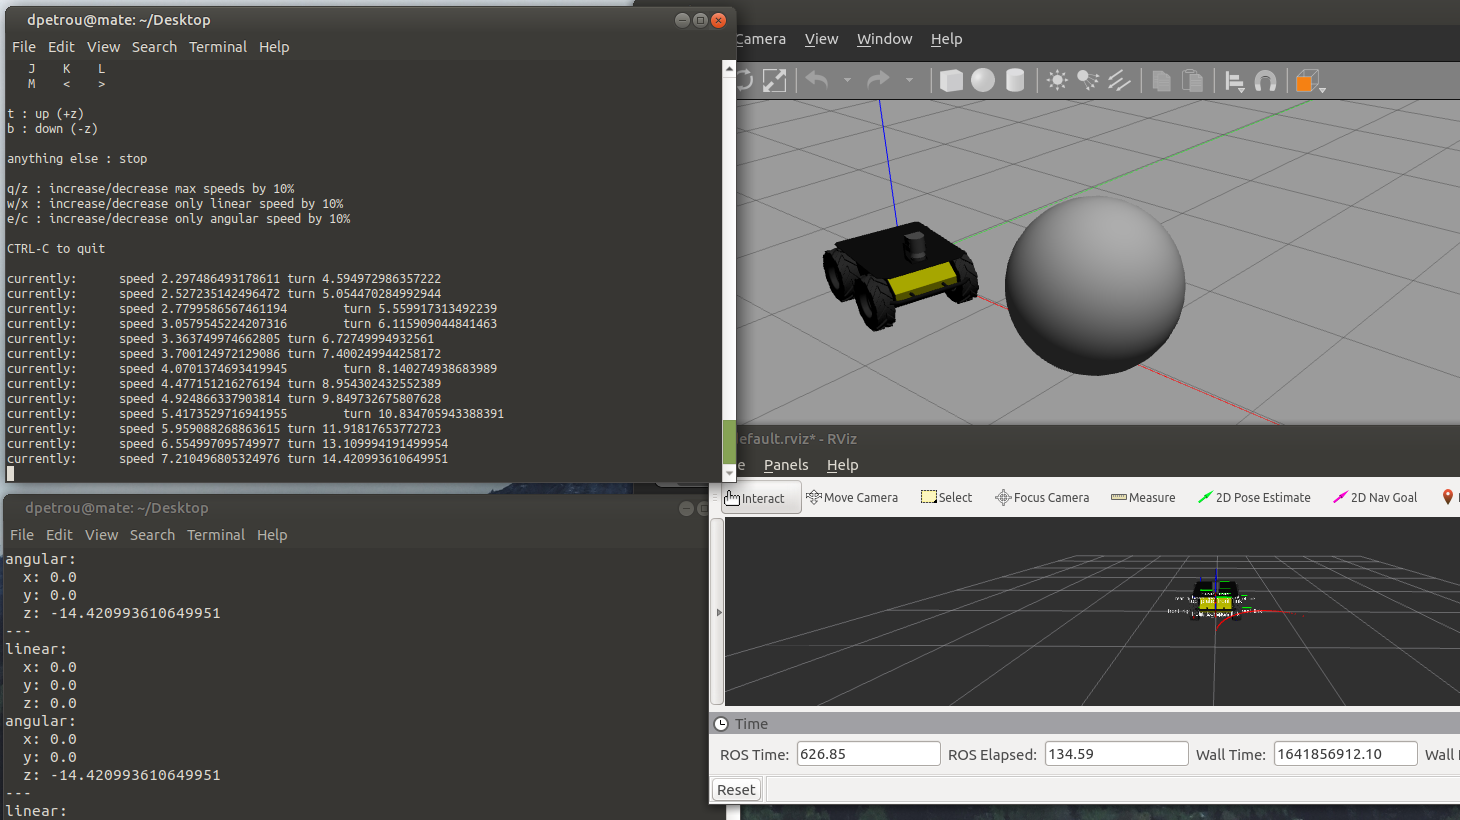 dpetrou@mate: ~/Desktop
File Edit View Search Terminal Help
J K L
M < >
t : up (+z)
b : down (-z)
anything else : stop
q/z : increase/decrease max speeds by 10%
w/x : increase/decrease only linear speed by 10%
e/c : increase/decrease only angular speed by 10%
CTRL-C to quit
currently: speed 2.297486493178611 turn 4.594972986357222
currently: speed 2.527235142496472 turn 5.054470284992944
currently: speed 2.7799586567461194 turn 5.559917313492239
currently: speed 3.0579545224207316 turn 6.115909044841463
currently: speed 3.363749974662805 turn 6.72749994932561
currently: speed 3.700124972129086 turn 7.400249944258172
currently: speed 4.0701374693419945 turn 8.140274938683989
currently: speed 4.477151216276194 turn 8.954302432552389
currently: speed 4.924866337903814 turn 9.849732675807628
currently: speed 5.4173529716941955 turn 10.834705943388391
currently: speed 5.959088268863615 turn 11.91817653772723
currently: speed 6.554997095749977 turn 13.109994191499954
currently: speed 7.210496805324976 turn 14.420993610649951
Camera View Window Help
dpetrou@mate: ~/Desktop
File Edit View Search Terminal Help
angular:
x: 0.0
y: 0.0
z: -14.420993610649951
---
linear:
x: 0.0
y: 0.0
z: 0.0
angular:
x: 0.0
y: 0.0
z: -14.420993610649951
---
linear:
efault.rviz* - RViz
e Panels Help
Interact Move Camera Select Focus Camera Measure 2D Pose Estimate 2D Nav Goal
Time
ROS Time: 626.85 ROS Elapsed: 134.59 Wall Time: 1641856912.10 Wall
Reset